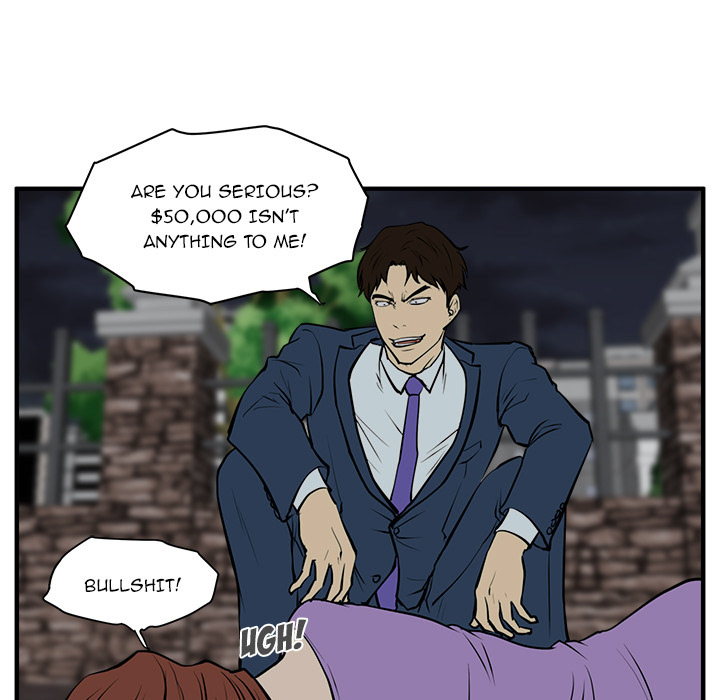 ARE YOU SERIOUS?
$50,000 ISN'T
ANYTHING TO ME!
BULLSHIT!
UGH!